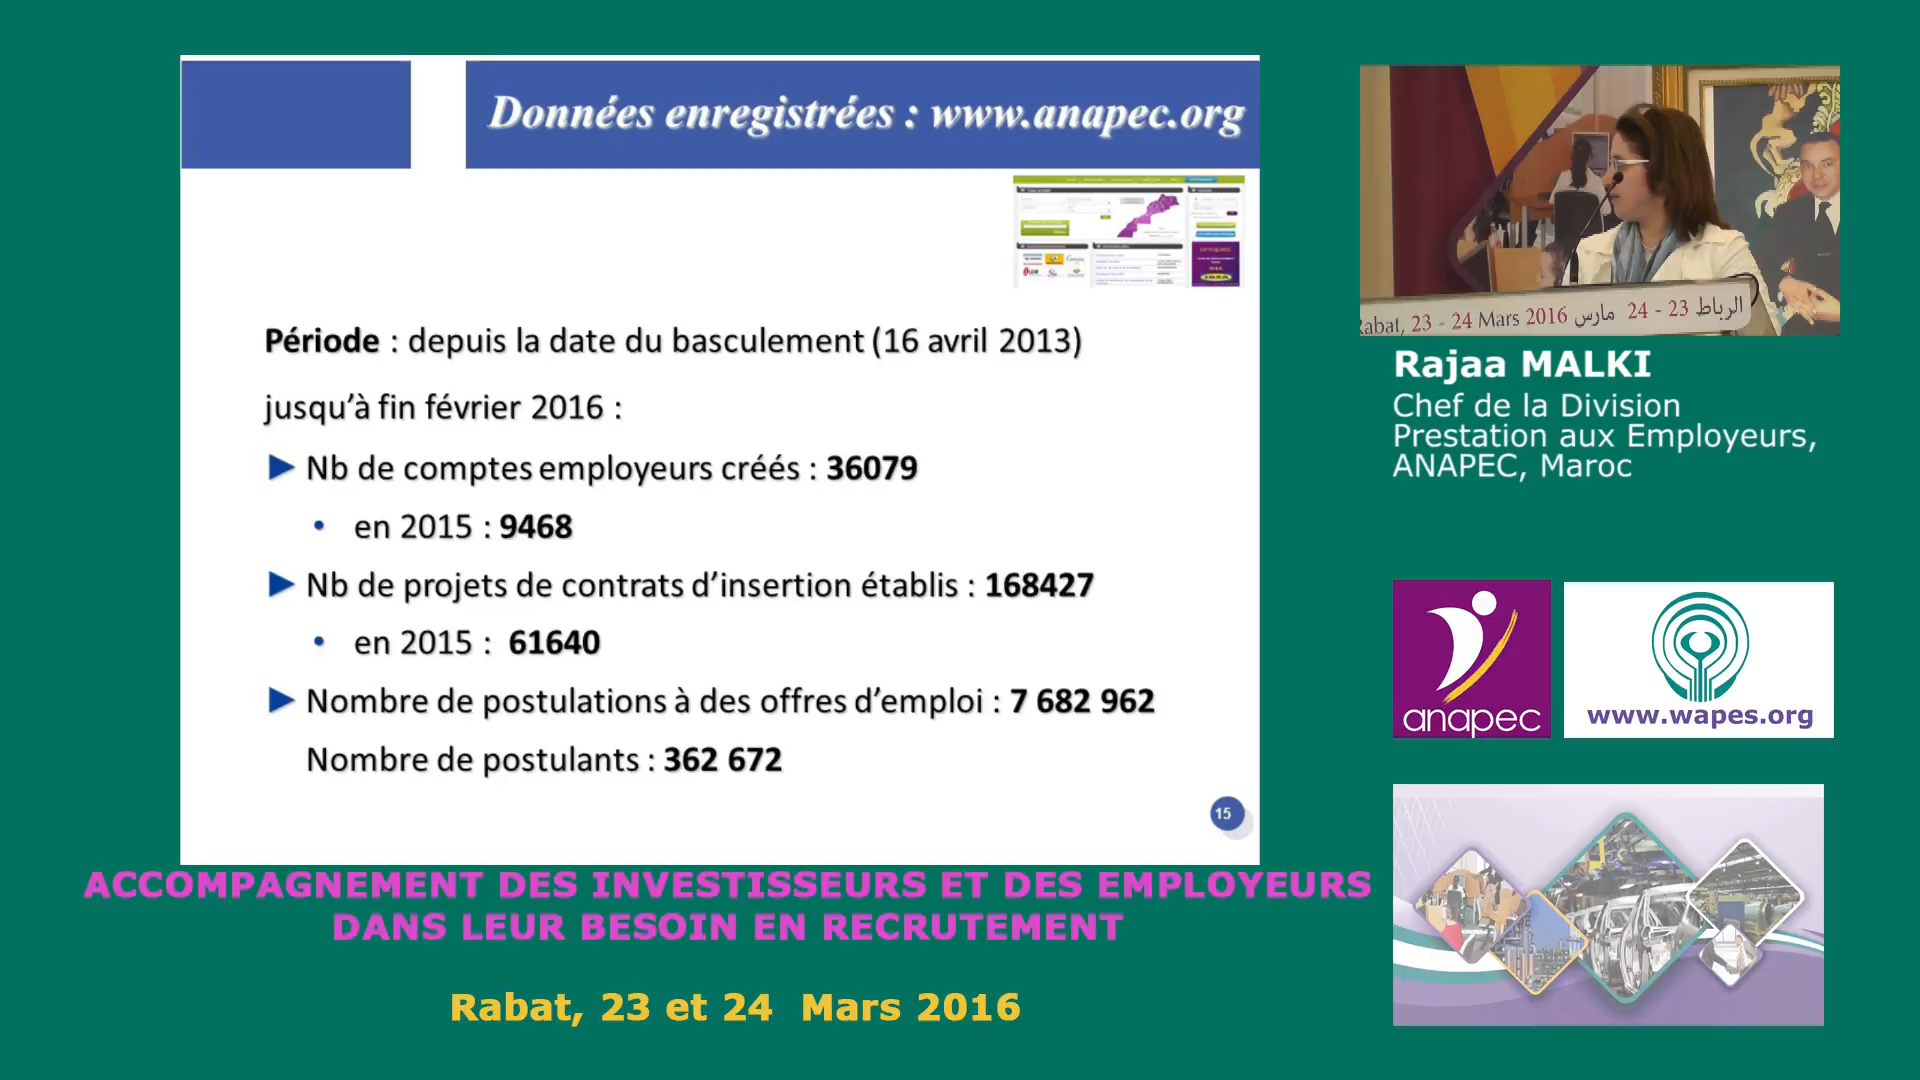 Données enregistrées : www.anapec.org
Période : depuis la date du basculement (16 avril 2013)
jusqu’à fin février 2016 :
► Nb de comptes employeurs créés : 36079
• en 2015 : 9468
► Nb de projets de contrats d’insertion établis : 168427
• en 2015 : 61640
► Nombre de postulations à des offres d’emploi : 7 682 962
Nombre de postulants : 362 672
15
abat, 23 - 24 Mars 2016 الرباط 23 - 24 مارس
Rajaa MALKI
Chef de la Division
Prestation aux Employeurs,
ANAPEC, Maroc
anapec
www.wapes.org
ACCOMPAGNEMENT DES INVESTISSEURS ET DES EMPLOYEURS
DANS LEUR BESOIN EN RECRUTEMENT
Rabat, 23 et 24 Mars 2016